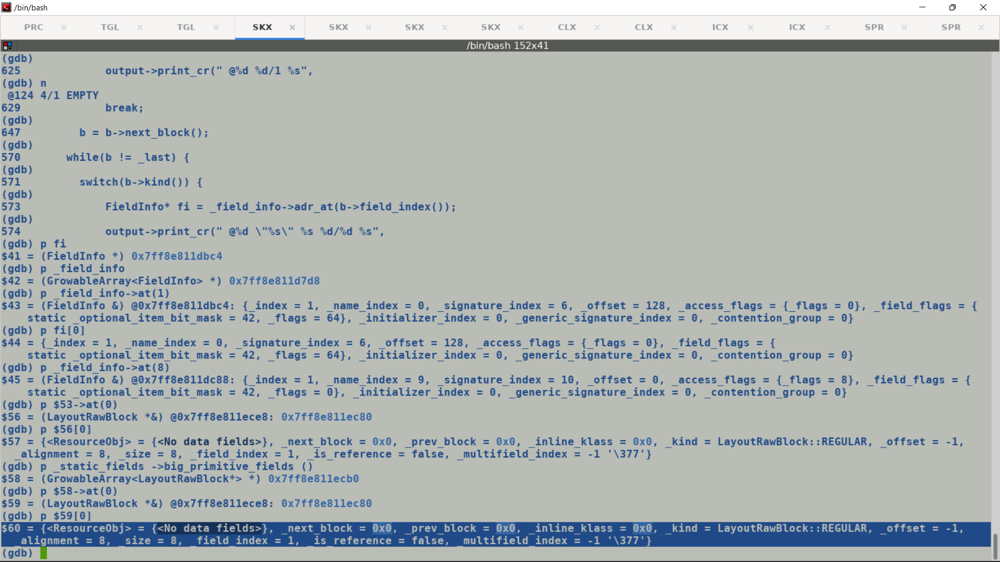 /bin/bash
PRC × TGL × TGL × SKX × SKX × SKX × SKX × CLX × CLX × ICX × ICX × SPR × SPR ×
/bin/bash 152x41
(gdb)
625             output->print_cr(" @%d %d/1 %s",
(gdb) n
 @124 4/1 EMPTY
629             break;
(gdb)
647         b = b->next_block();
(gdb)
570       while(b != _last) {
(gdb)
571         switch(b->kind()) {
(gdb)
573             FieldInfo* fi = _field_info->adr_at(b->field_index());
(gdb)
574             output->print_cr(" @%d \"%s\" %s %d/%d %s",
(gdb) p fi
$41 = (FieldInfo *) 0x7ff8e811dbc4
(gdb) p _field_info
$42 = (GrowableArray<FieldInfo> *) 0x7ff8e811d7d8
(gdb) p _field_info->at(1)
$43 = (FieldInfo &) @0x7ff8e811dbc4: {_index = 1, _name_index = 0, _signature_index = 6, _offset = 128, _access_flags = {_flags = 0}, _field_flags = {
    static _optional_item_bit_mask = 42, _flags = 64}, _initializer_index = 0, _generic_signature_index = 0, _contention_group = 0}
(gdb) p fi[0]
$44 = {_index = 1, _name_index = 0, _signature_index = 6, _offset = 128, _access_flags = {_flags = 0}, _field_flags = {
    static _optional_item_bit_mask = 42, _flags = 64}, _initializer_index = 0, _generic_signature_index = 0, _contention_group = 0}
(gdb) p _field_info->at(8)
$45 = (FieldInfo &) @0x7ff8e811dc88: {_index = 1, _name_index = 9, _signature_index = 10, _offset = 0, _access_flags = {_flags = 8}, _field_flags = {
    static _optional_item_bit_mask = 42, _flags = 0}, _initializer_index = 0, _generic_signature_index = 0, _contention_group = 0}
(gdb) p $53->at(0)
$56 = (LayoutRawBlock *&) @0x7ff8e811ece8: 0x7ff8e811ec80
(gdb) p $56[0]
$57 = {<ResourceObj> = {<No data fields>}, _next_block = 0x0, _prev_block = 0x0, _inline_klass = 0x0, _kind = LayoutRawBlock::REGULAR, _offset = -1,
  _alignment = 8, _size = 8, _field_index = 1, _is_reference = false, _multifield_index = -1 '\377'}
(gdb) p _static_fields ->big_primitive_fields ()
$58 = (GrowableArray<LayoutRawBlock*> *) 0x7ff8e811ecb0
(gdb) p $58->at(0)
$59 = (LayoutRawBlock *&) @0x7ff8e811ece8: 0x7ff8e811ec80
(gdb) p $59[0]
$60 = {<ResourceObj> = {<No data fields>}, _next_block = 0x0, _prev_block = 0x0, _inline_klass = 0x0, _kind = LayoutRawBlock::REGULAR, _offset = -1,
  _alignment = 8, _size = 8, _field_index = 1, _is_reference = false, _multifield_index = -1 '\377'}
(gdb)